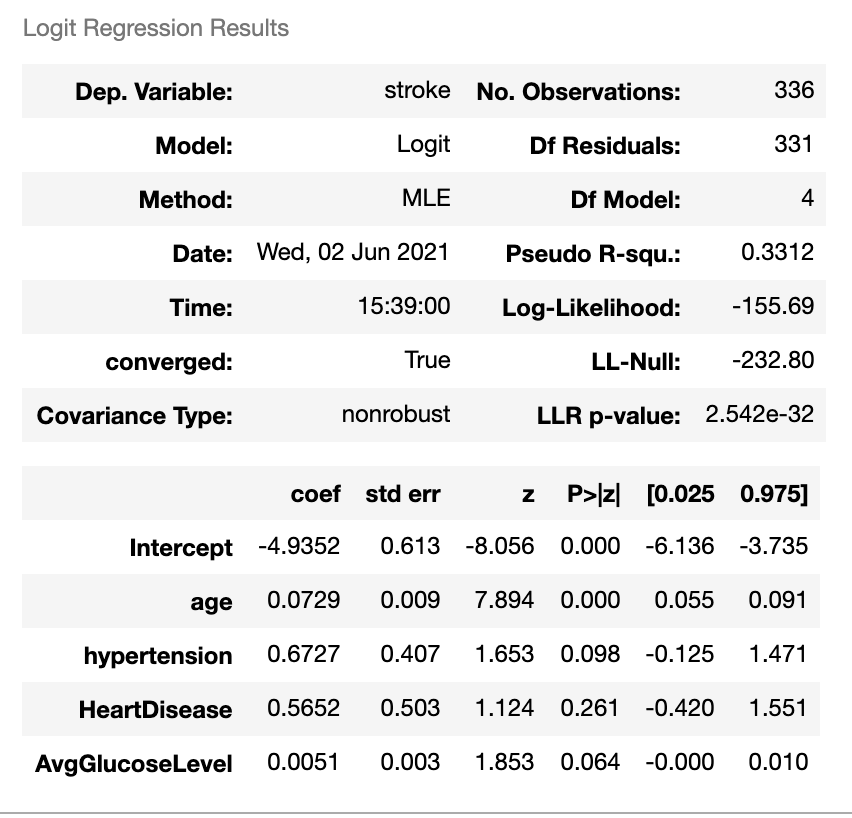 Logit Regression Results
Dep. Variable: stroke No. Observations: 336
Model: Logit Df Residuals: 331
Method: MLE Df Model: 4
Date: Wed, 02 Jun 2021 Pseudo R-squ.: 0.3312
Time: 15:39:00 Log-Likelihood: -155.69
converged: True LL-Null: -232.80
Covariance Type: nonrobust LLR p-value: 2.542e-32
coef std err z P>|z| [0.025 0.975]
Intercept -4.9352 0.613 -8.056 0.000 -6.136 -3.735
age 0.0729 0.009 7.894 0.000 0.055 0.091
hypertension 0.6727 0.407 1.653 0.098 -0.125 1.471
HeartDisease 0.5652 0.503 1.124 0.261 -0.420 1.551
AvgGlucoseLevel 0.0051 0.003 1.853 0.064 -0.000 0.010